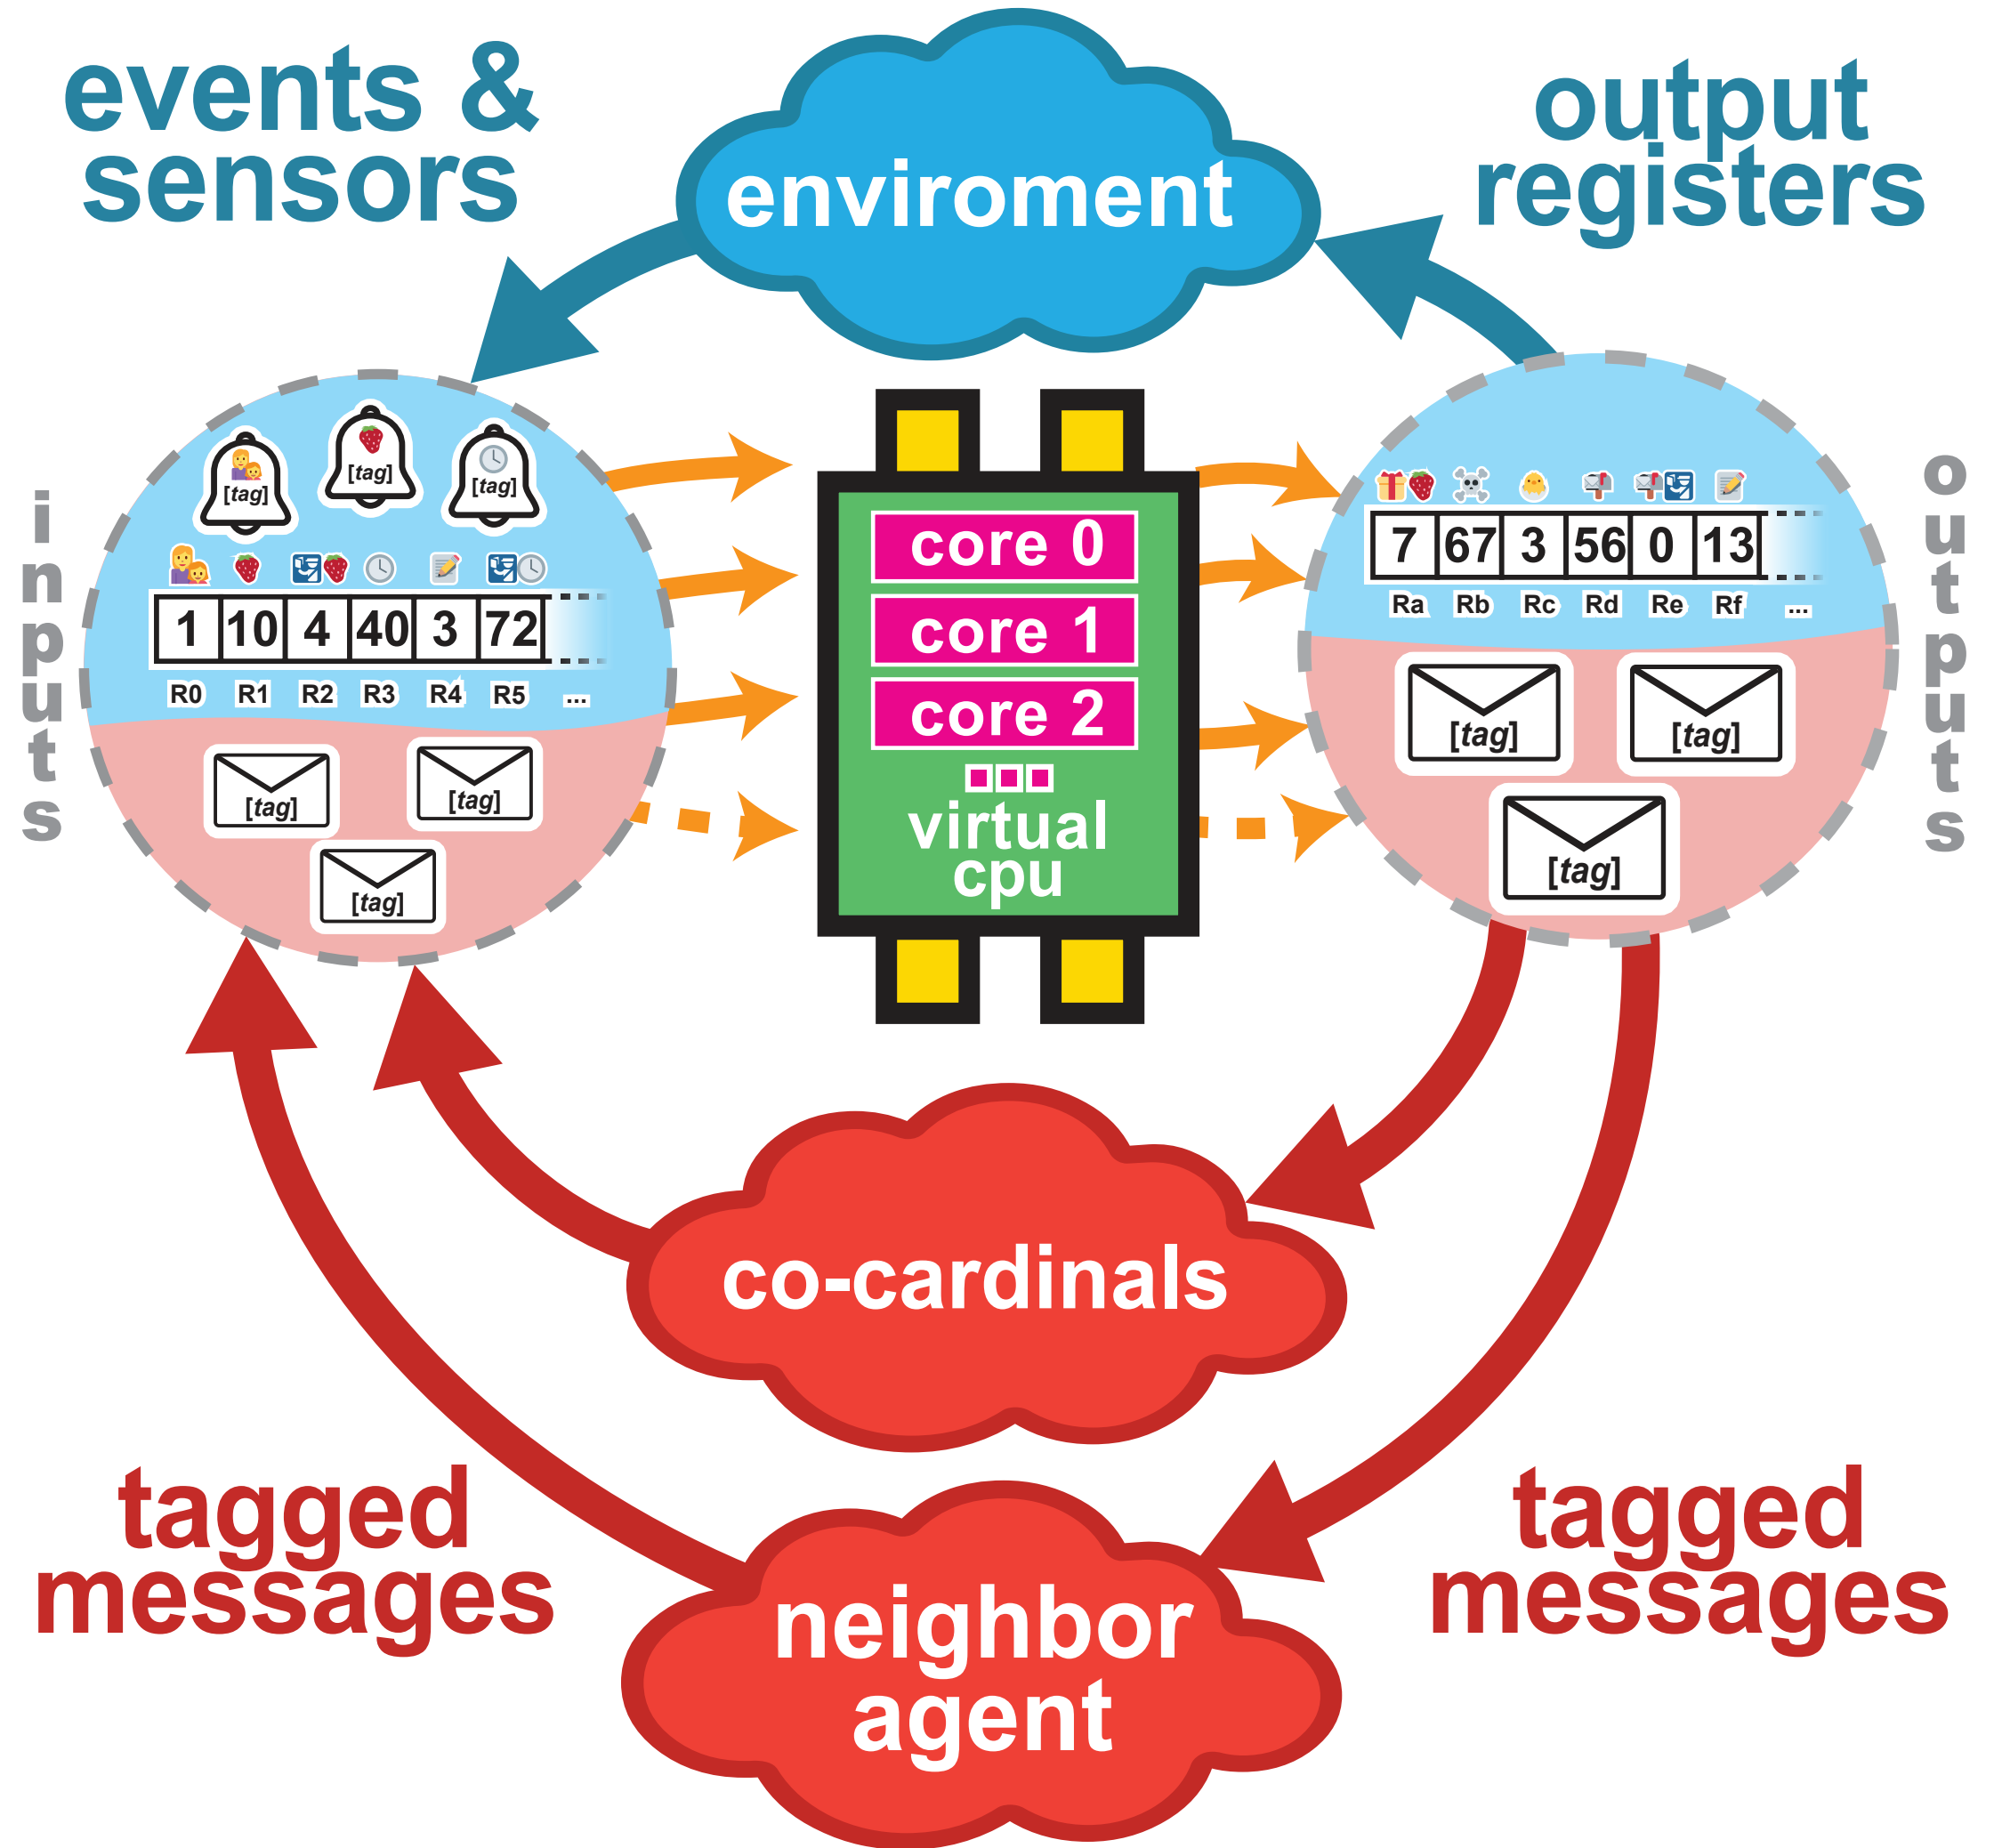 events &
sensors
enviroment
output
registers
inputs
[tag]
[tag]
[tag]
1 10 4 40 3 72
R0 R1 R2 R3 R4 R5 ...
[tag]
[tag]
[tag]
core 0
core 1
core 2
virtual
cpu
7 67 3 56 0 13
Ra Rb Rc Rd Re Rf ...
[tag]
[tag]
[tag]
outputs
co-cardinals
tagged
messages
neighbor
agent
tagged
messages